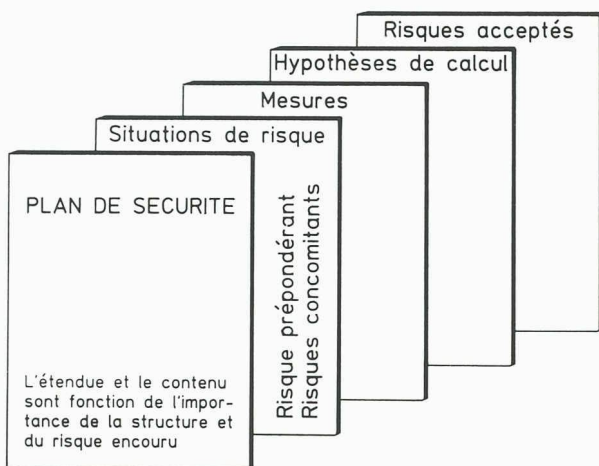 Risques acceptés
Hypothèses de calcul
Mesures
Situations de risque
Risque prépondérant
Risques concomitants
PLAN DE SECURITE
L'étendue et le contenu
sont fonction de l'impor-
tance de la structure et
du risque encouru